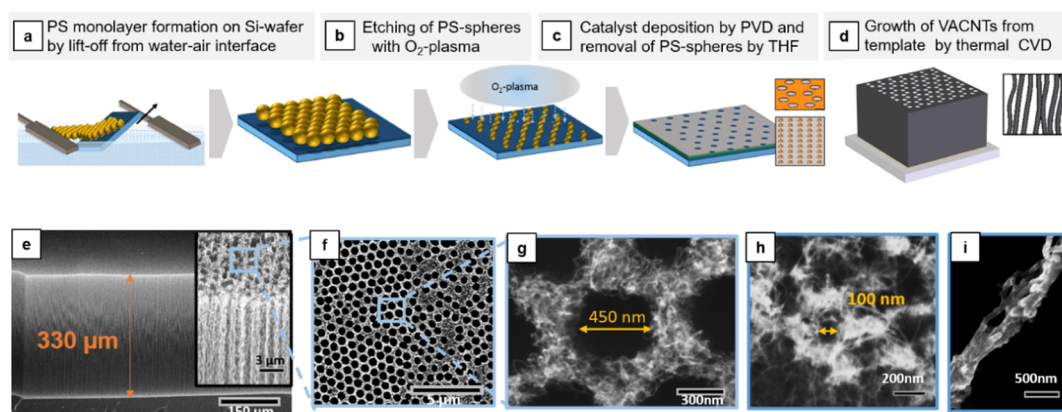 a
PS monolayer formation on Si-wafer
by lift-off from water-air interface
b
Etching of PS-spheres
with O₂-plasma
c
Catalyst deposition by PVD and
removal of PS-spheres by THF
d
Growth of VACNTs from
template by thermal CVD
O₂-plasma
e
330 µm
3 µm
150 µm
f
5 µm
g
450 nm
300nm
h
100 nm
200nm
i
500nm